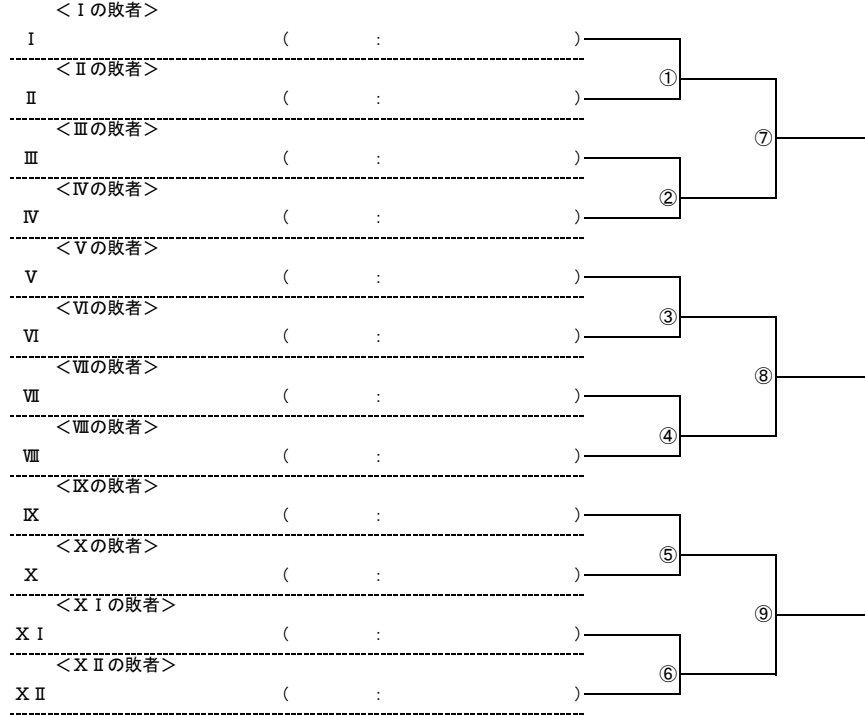 ＜Ⅰの敗者＞
Ⅰ ( : )
①
＜Ⅱの敗者＞
Ⅱ ( : )
⑦
＜Ⅲの敗者＞
Ⅲ ( : )
②
＜Ⅳの敗者＞
Ⅳ ( : )
＜Ⅴの敗者＞
Ⅴ ( : )
③
＜Ⅵの敗者＞
Ⅵ ( : )
⑧
＜Ⅶの敗者＞
Ⅶ ( : )
④
＜Ⅷの敗者＞
Ⅷ ( : )
＜Ⅸの敗者＞
Ⅸ ( : )
⑤
＜Ⅹの敗者＞
Ⅹ ( : )
⑨
＜ⅩⅠの敗者＞
ⅩⅠ ( : )
⑥
＜ⅩⅡの敗者＞
ⅩⅡ ( : )